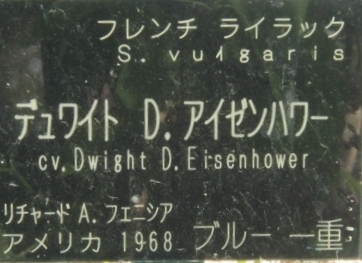 フレンチ ライラック
S. vulgaris
デュワイト D. アイゼンハワー
cv. Dwight D. Eisenhower
リチャード A. フェニシア
アメリカ 1968 ブルー 一重